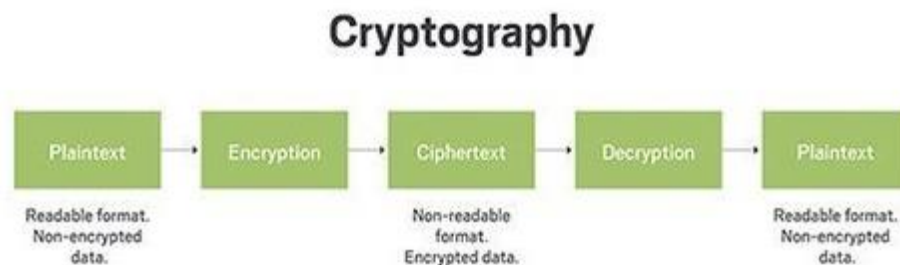 Cryptography
Plaintext
Encryption
Ciphertext
Decryption
Plaintext
Readable format.
Non-encrypted
data.
Non-readable
format.
Encrypted data.
Readable format.
Non-encrypted
data.